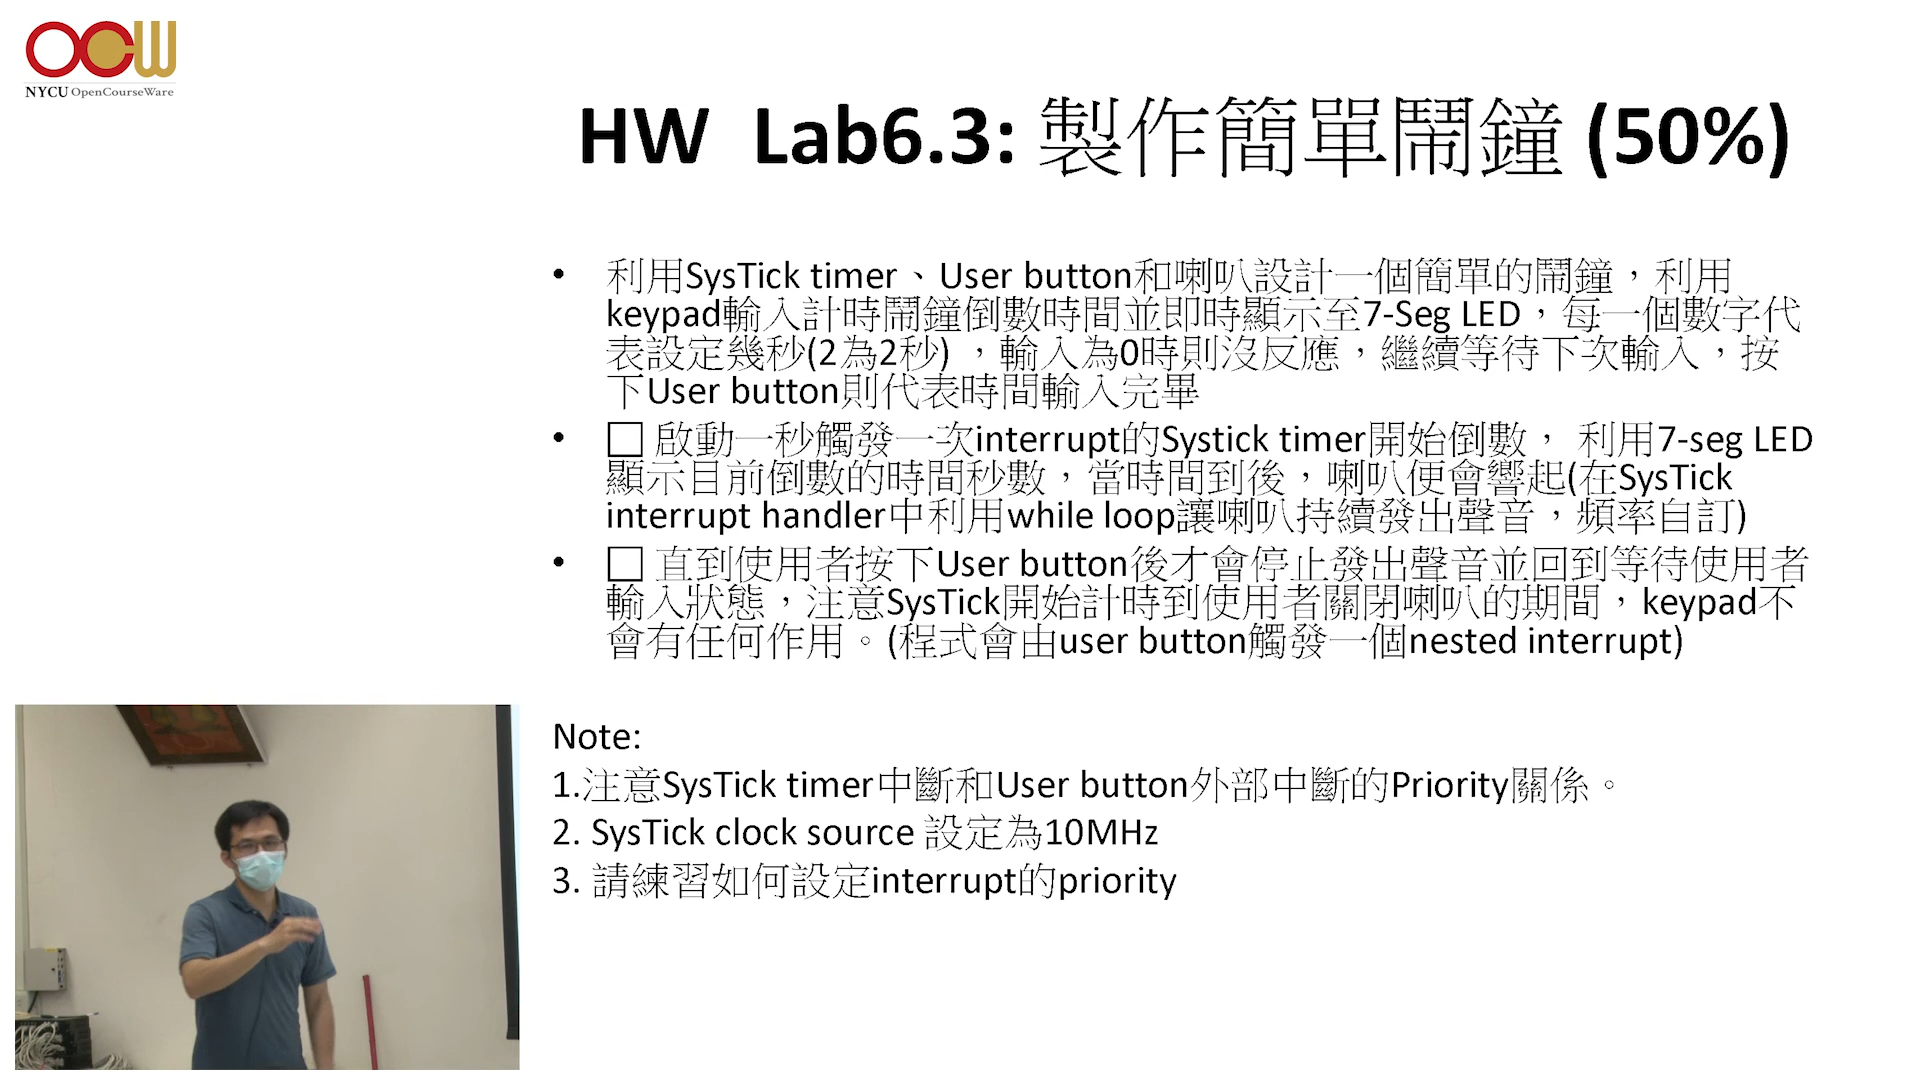 OCW
NYCU OpenCourseWare
HW Lab6.3: 製作簡單鬧鐘 (50%)
• 利用SysTick timer、User button和喇叭設計一個簡單的鬧鐘，利用
keypad輸入計時鬧鐘倒數時間並即時顯示至7-Seg LED，每一個數字代
表設定幾秒(2為2秒) ，輸入為0時則沒反應，繼續等待下次輸入，按
下User button則代表時間輸入完畢
• □ 啟動一秒觸發一次interrupt的Systick timer開始倒數， 利用7-seg LED
顯示目前倒數的時間秒數，當時間到後，喇叭便會響起(在SysTick
interrupt handler中利用while loop讓喇叭持續發出聲音，頻率自訂)
• □ 直到使用者按下User button後才會停止發出聲音並回到等待使用者
輸入狀態，注意SysTick開始計時到使用者關閉喇叭的期間，keypad不
會有任何作用。(程式會由user button觸發一個nested interrupt)
Note:
1.注意SysTick timer中斷和User button外部中斷的Priority關係。
2. SysTick clock source 設定為10MHz
3. 請練習如何設定interrupt的priority